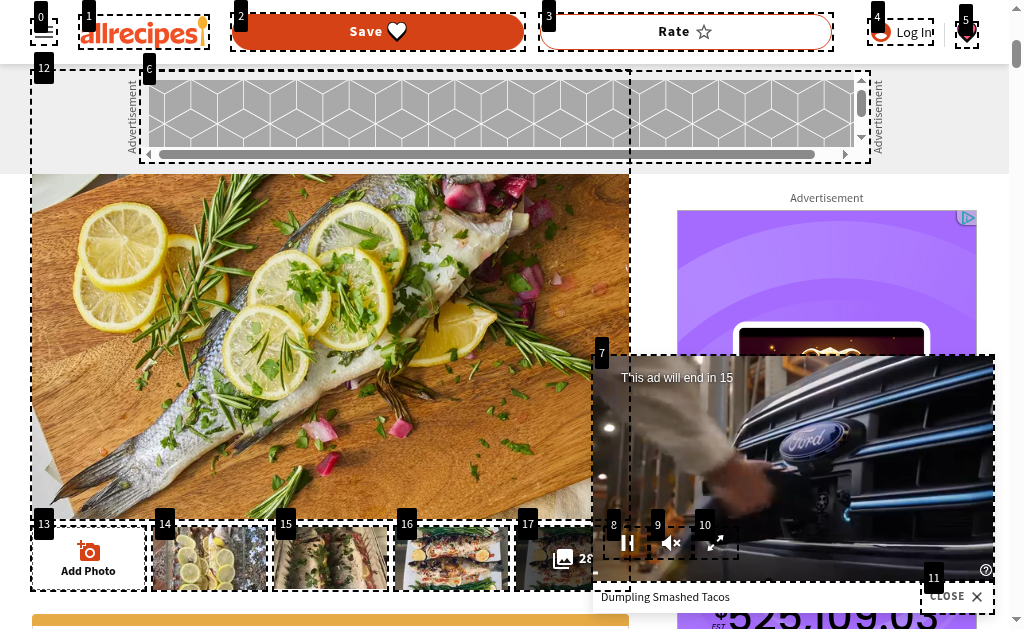 0
1
2
3
4
5
allrecipes
Save
Rate
Log In
12
6
Advertisement
Advertisement
Advertisement
7
This ad will end in 15
Ford
13
14
15
16
17
8
9
10
Add Photo
28
11
Dumpling Smashed Tacos
CLOSE
$525,109.03
EST